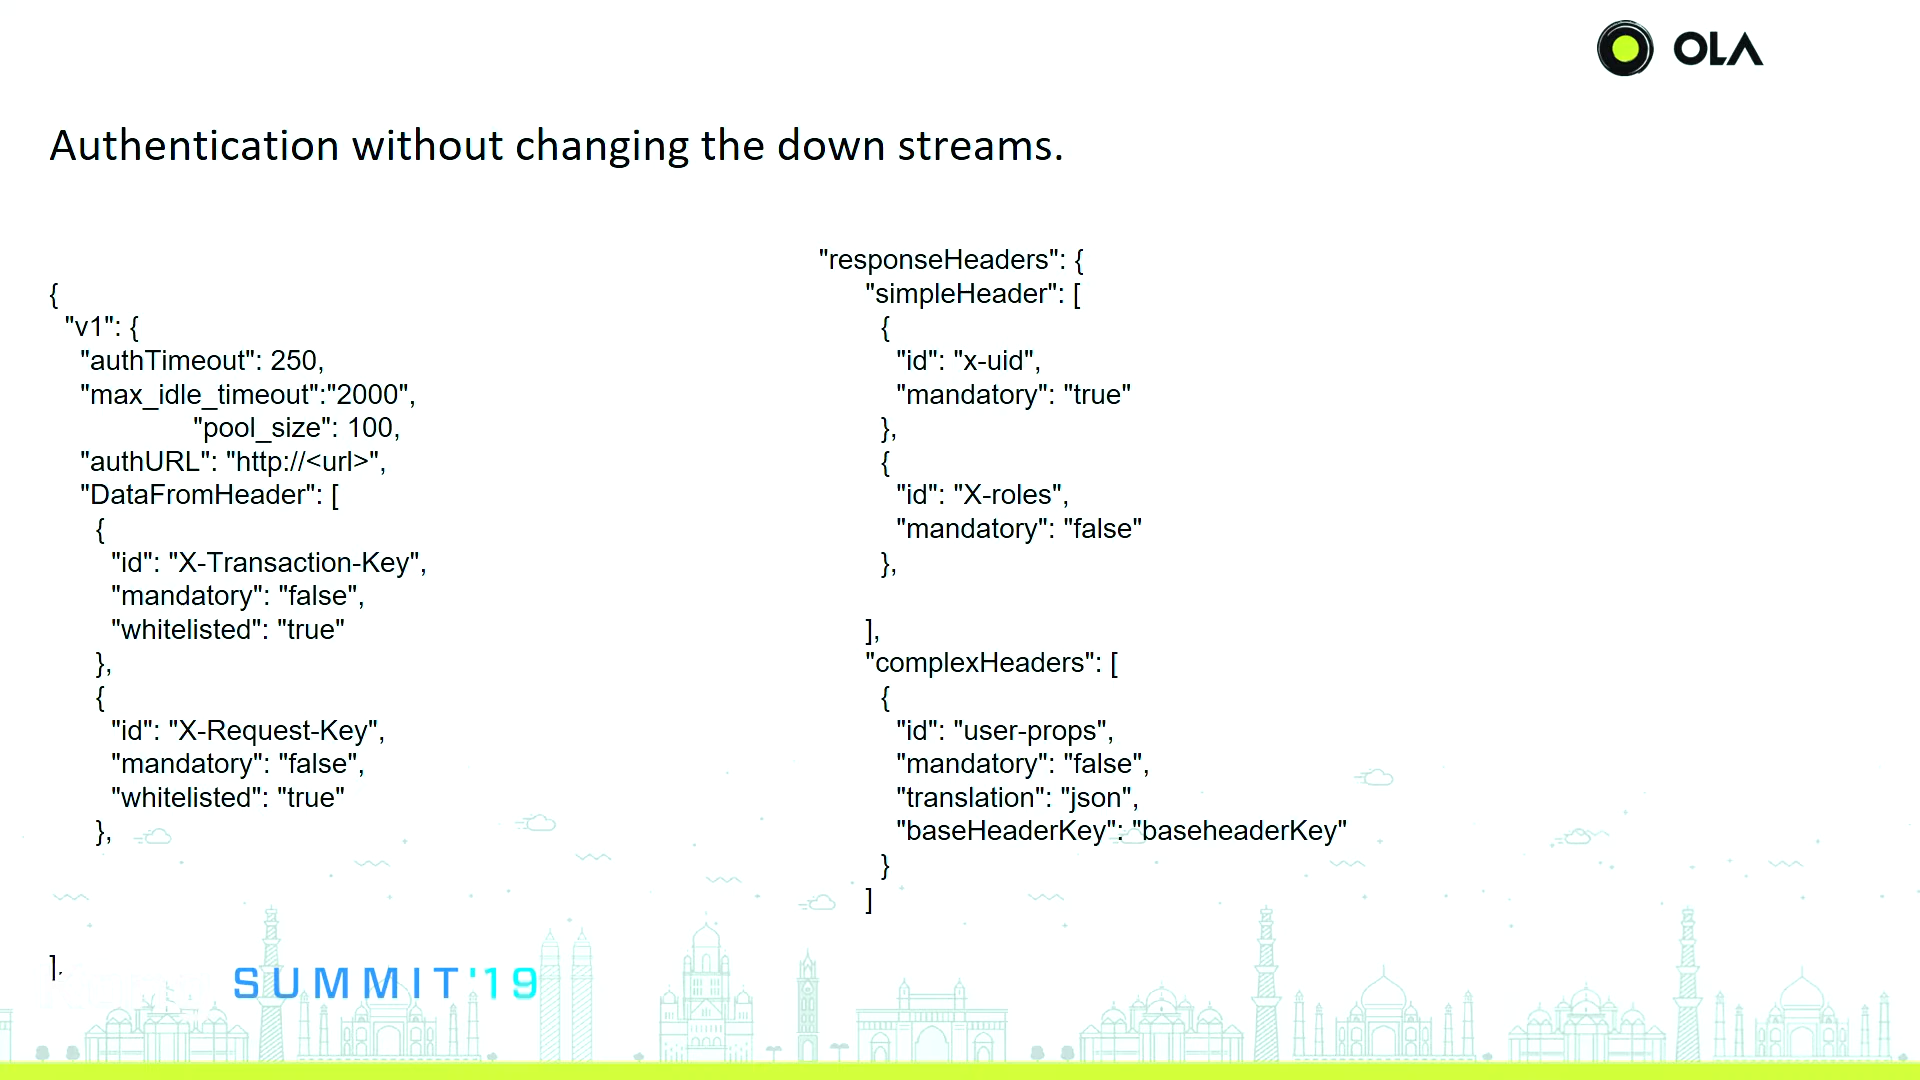 OLA
Authentication without changing the down streams.
{
"v1": {
"authTimeout": 250,
"max_idle_timeout":"2000",
"pool_size": 100,
"authURL": "http://<url>",
"DataFromHeader": [
{
"id": "X-Transaction-Key",
"mandatory": "false",
"whitelisted": "true"
},
{
"id": "X-Request-Key",
"mandatory": "false",
"whitelisted": "true"
},
],
"responseHeaders": {
"simpleHeader": [
{
"id": "x-uid",
"mandatory": "true"
},
{
"id": "X-roles",
"mandatory": "false"
},
],
"complexHeaders": [
{
"id": "user-props",
"mandatory": "false",
"translation": "json",
"baseHeaderKey": "baseheaderKey"
}
]
SUMMIT'19